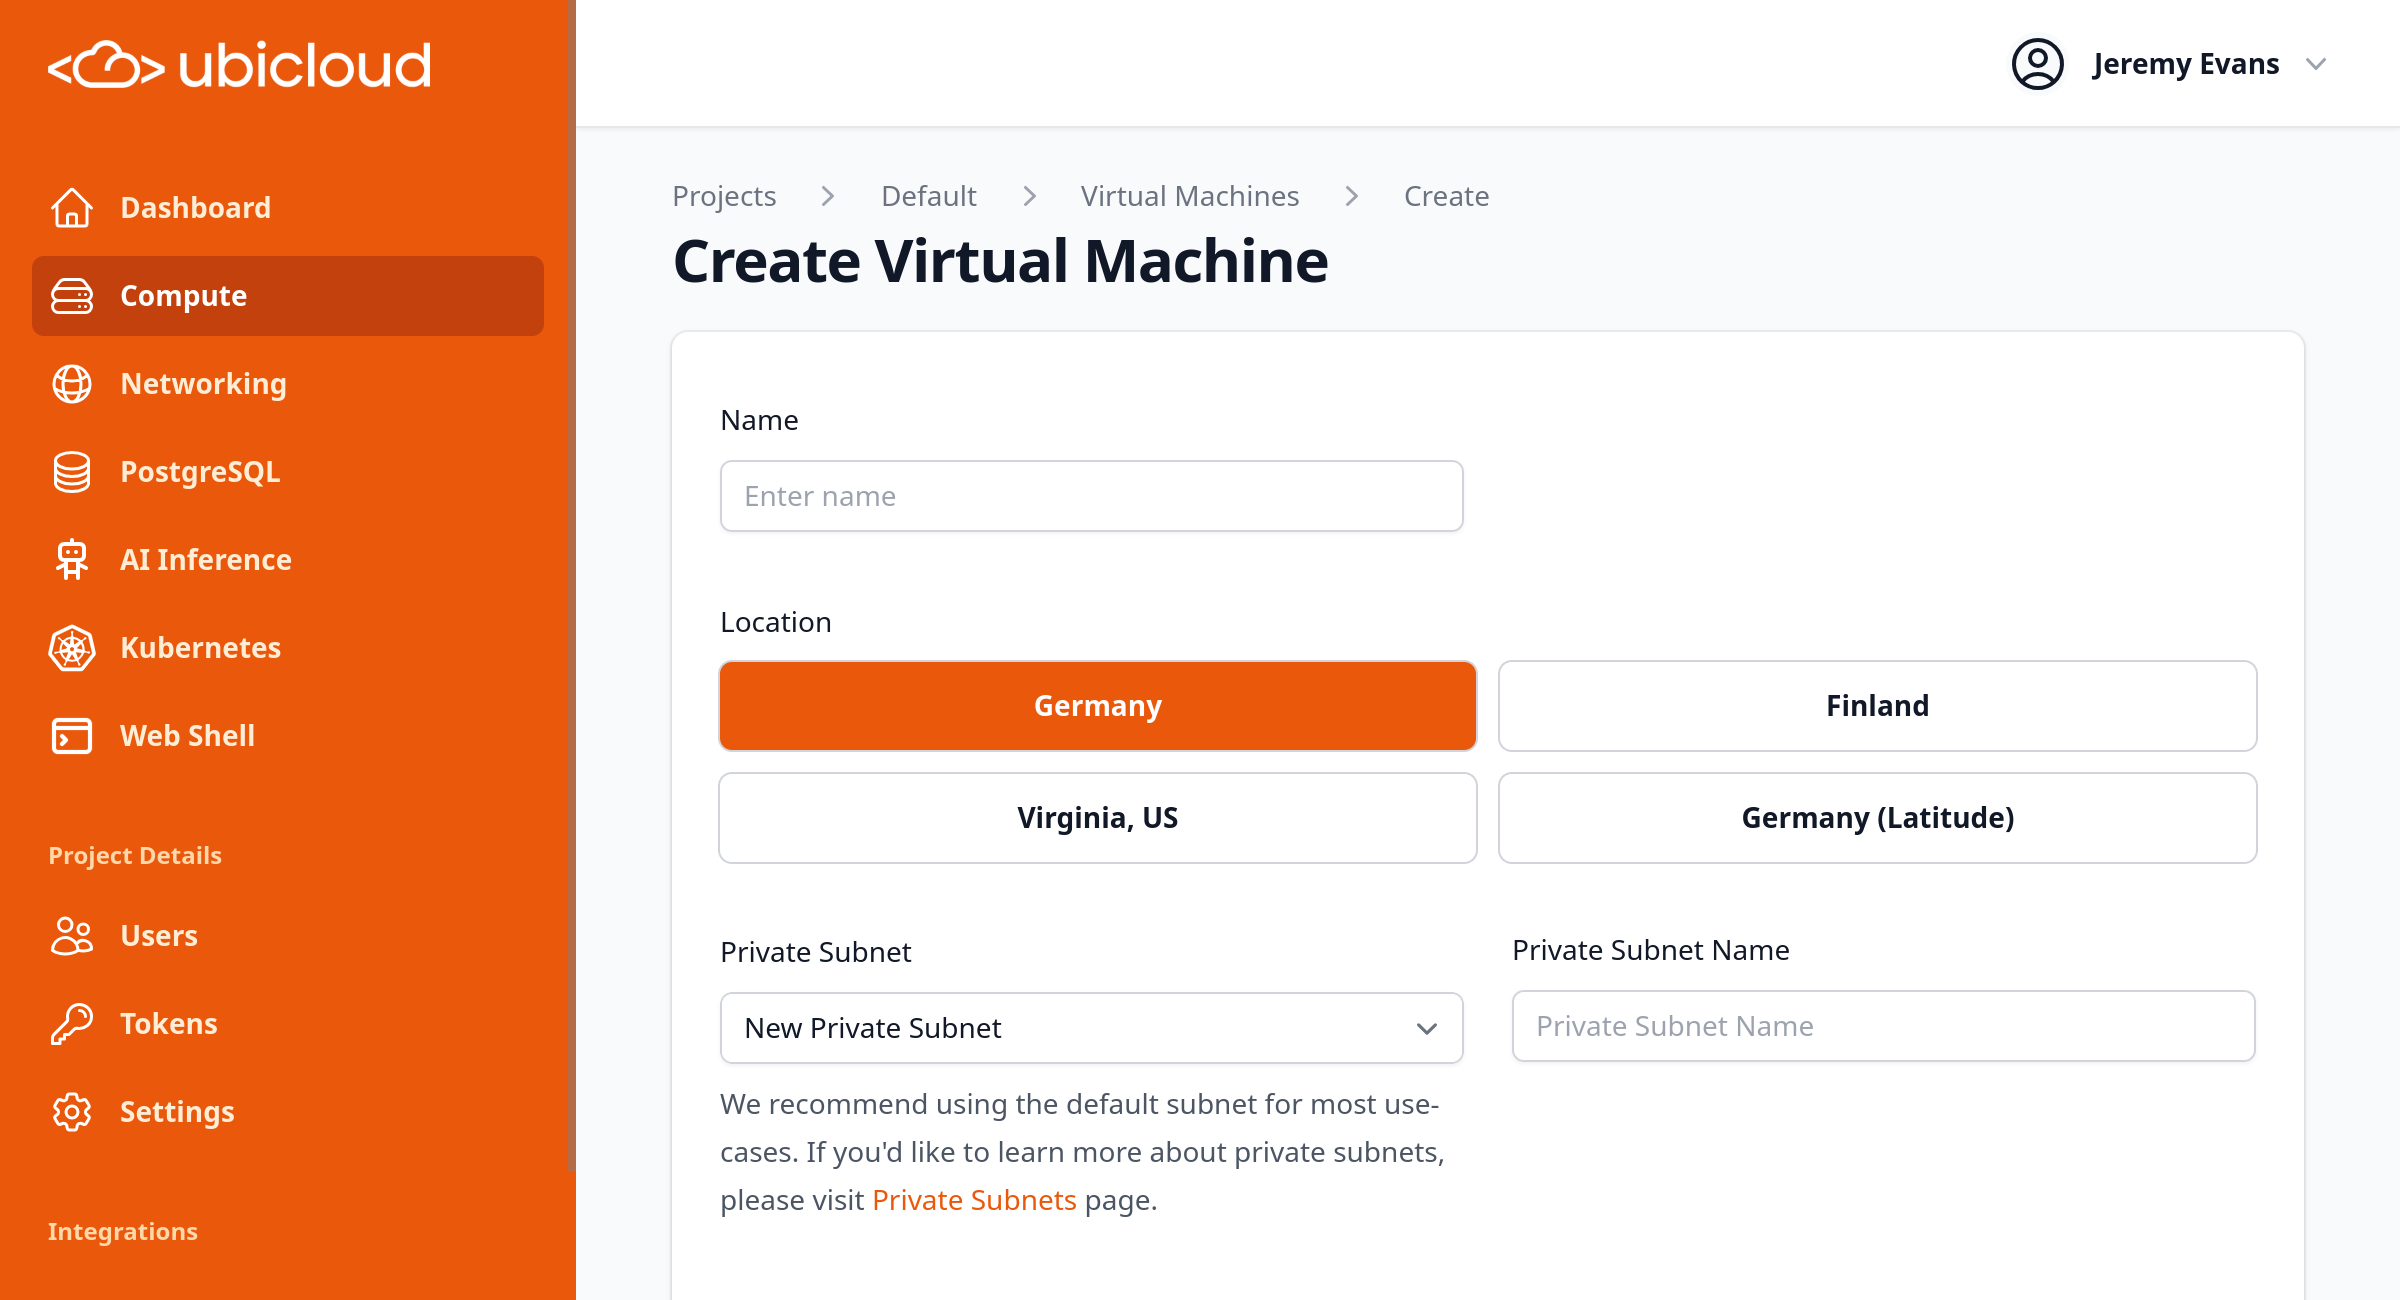 ubicloud
Dashboard
Compute
Networking
PostgreSQL
AI Inference
Kubernetes
Web Shell
Project Details
Users
Tokens
Settings
Integrations
Jeremy Evans
Projects > Default > Virtual Machines > Create
Create Virtual Machine
Name
Enter name
Location
Germany
Finland
Virginia, US
Germany (Latitude)
Private Subnet
New Private Subnet
We recommend using the default subnet for most use-
cases. If you'd like to learn more about private subnets,
please visit Private Subnets page.
Private Subnet Name
Private Subnet Name